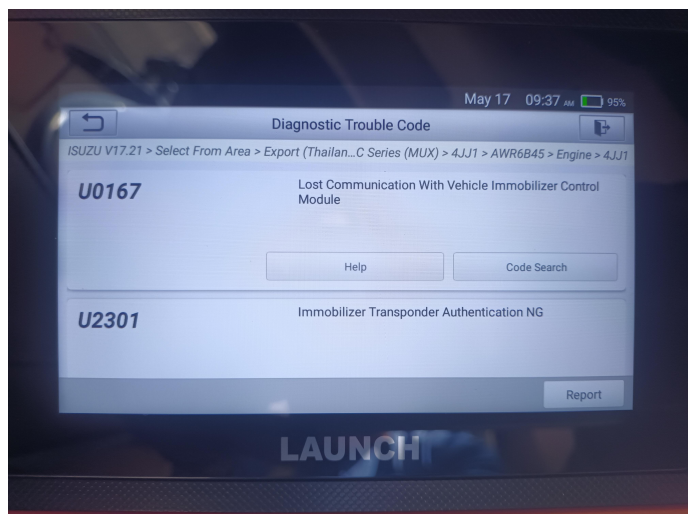 May 17 09:37 AM 95%
Diagnostic Trouble Code
ISUZU V17.21 > Select From Area > Export (Thailan...C Series (MUX) > 4JJ1 > AWR6B45 > Engine > 4JJ1
U0167
Lost Communication With Vehicle Immobilizer Control
Module
Help
Code Search
U2301
Immobilizer Transponder Authentication NG
Report
LAUNCH